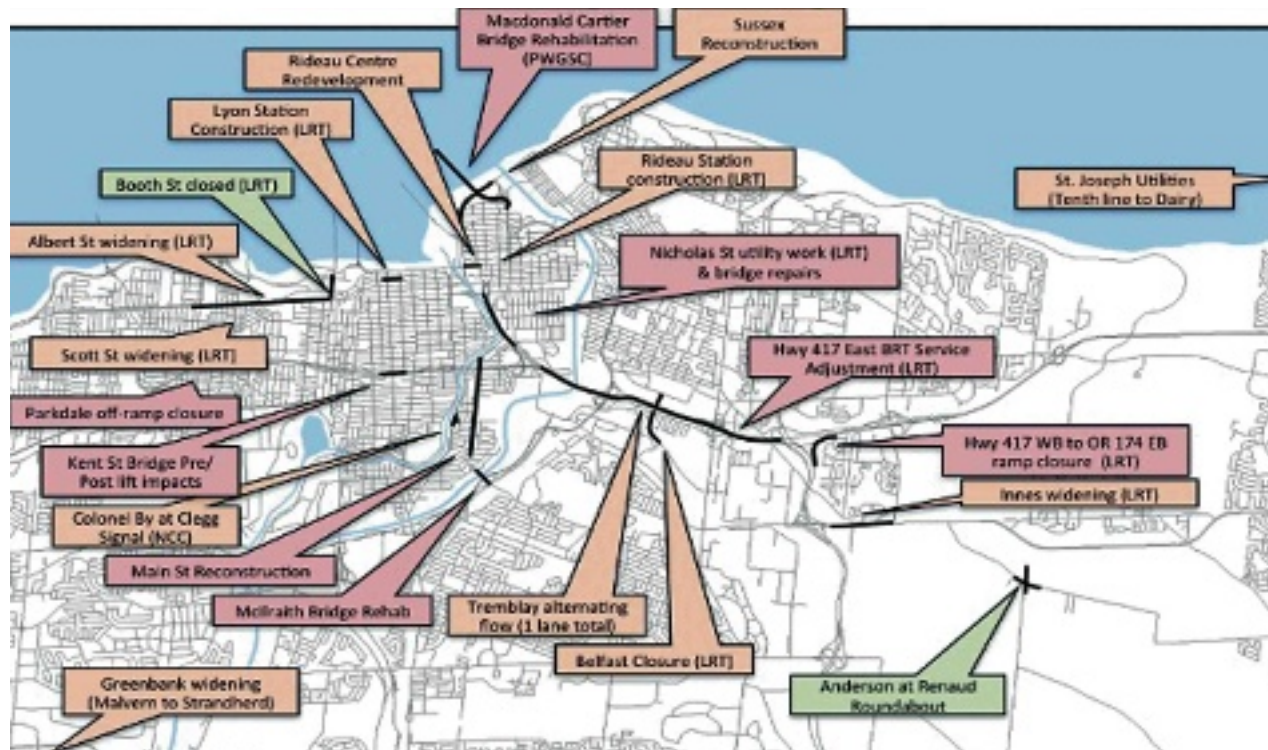 Macdonald Cartier
Bridge Rehabilitation
(PWGSC)
Sussex
Reconstruction
Rideau Centre
Redevelopment
Lyon Station
Construction (LRT)
Rideau Station
construction (LRT)
Booth St closed (LRT)
St. Joseph Utilities
(Tenth line to Dairy)
Albert St widening (LRT)
Nicholas St utility work (LRT)
& bridge repairs
Scott St widening (LRT)
Hwy 417 East BRT Service
Adjustment (LRT)
Parkdale off-ramp closure
Hwy 417 WB to OR 174 EB
ramp closure (LRT)
Kent St Bridge Pre/
Post lift impacts
Innes widening (LRT)
Colonel By at Clegg
Signal (NCC)
Main St Reconstruction
McIlraith Bridge Rehab
Tremblay alternating
flow (1 lane total)
Belfast Closure (LRT)
Greenbank widening
(Malvern to Strandherd)
Anderson at Renaud
Roundabout